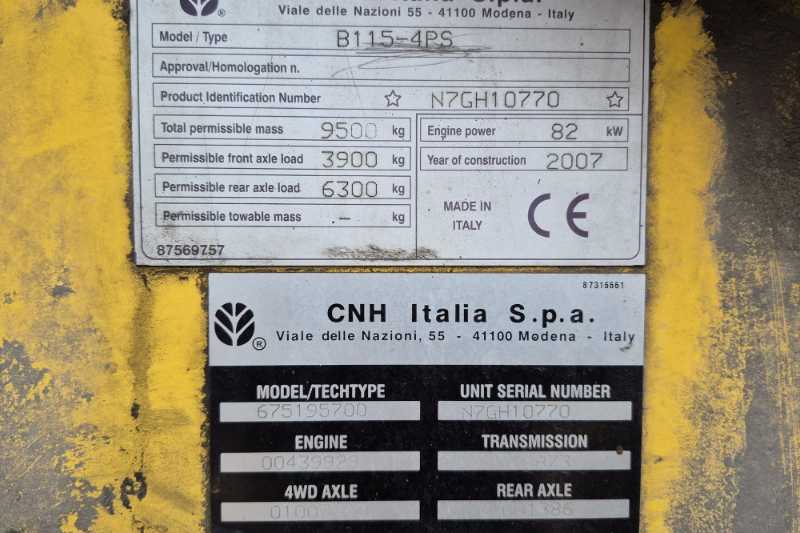 Italia S.p.a.
Viale delle Nazioni 55 - 41100 Modena - Italy
Model / Type B115-4PS
Approval/Homologation n.
Product Identification Number N7GH10770
Total permissible mass 9500 kg
Permissible front axle load 3900 kg
Permissible rear axle load 6300 kg
Permissible towable mass - kg
Engine power 82 kW
Year of construction 2007
MADE IN
ITALY
CE
87569757
87315551
CNH Italia S.p.a.
Viale delle Nazioni, 55 - 41100 Modena - Italy
®
MODEL/TECHTYPE UNIT SERIAL NUMBER
675195700 N7GH10770
ENGINE TRANSMISSION
4WD AXLE REAR AXLE